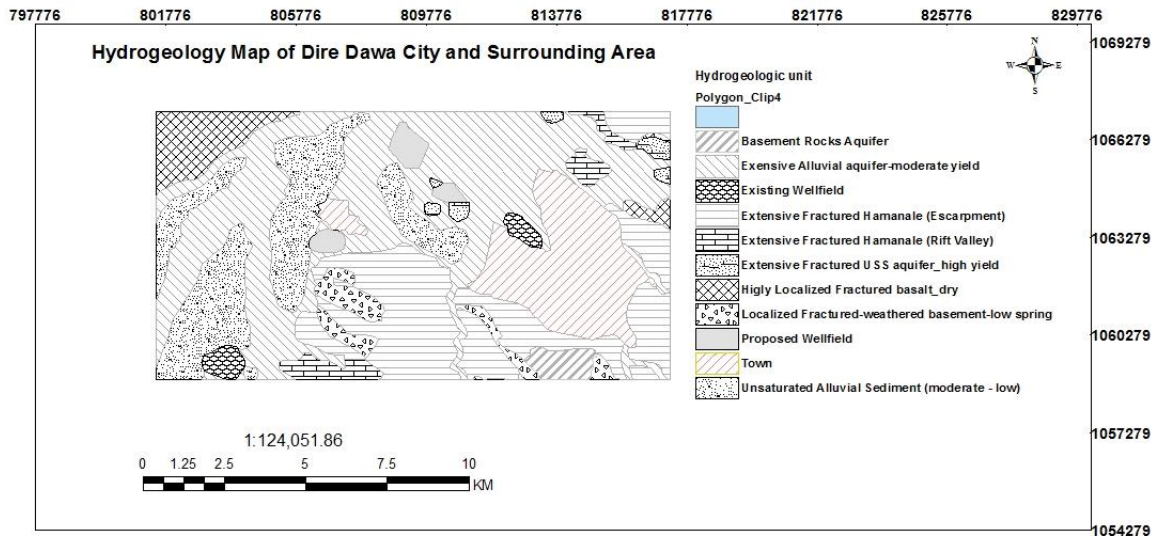 797776 801776 805776 809776 813776 817776 821776 825776 829776
1069279
Hydrogeology Map of Dire Dawa City and Surrounding Area
N
W E
S
Hydrogeologic unit
Polygon_Clip4
1066279
Basement Rocks Aquifer
Exensive Alluvial aquifer-moderate yield
Existing Wellfield
Extensive Fractured Hamanale (Escarpment)
1063279
Extensive Fractured Hamanale (Rift Valley)
Extensive Fractured USS aquifer_high yield
Higly Localized Fractured basalt_dry
Localized Fractured-weathered basement-low spring
1060279
Proposed Wellfield
Town
Unsaturated Alluvial Sediment (moderate - low)
1057279
1:124,051.86
0 1.25 2.5 5 7.5 10
KM
1054279